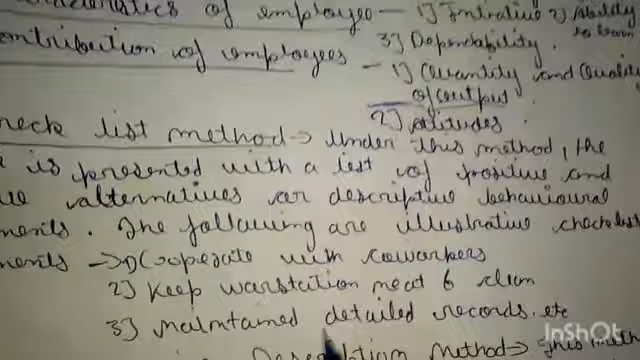 of employee - 1) Initiative 2) Ability
to learn
3) Dependability.
contribution of employees - 1) Quantity and Quality
of output
2) Attitudes.
check list method → Under this method, the
is presented with a list of positive and
alternatives or descriptive behavioural
The following are illustrative checklist
→ 1) Cooperate with coworkers
2) Keep workstation neat & clean
3) Maintained detailed records. etc
method → This
InShOt